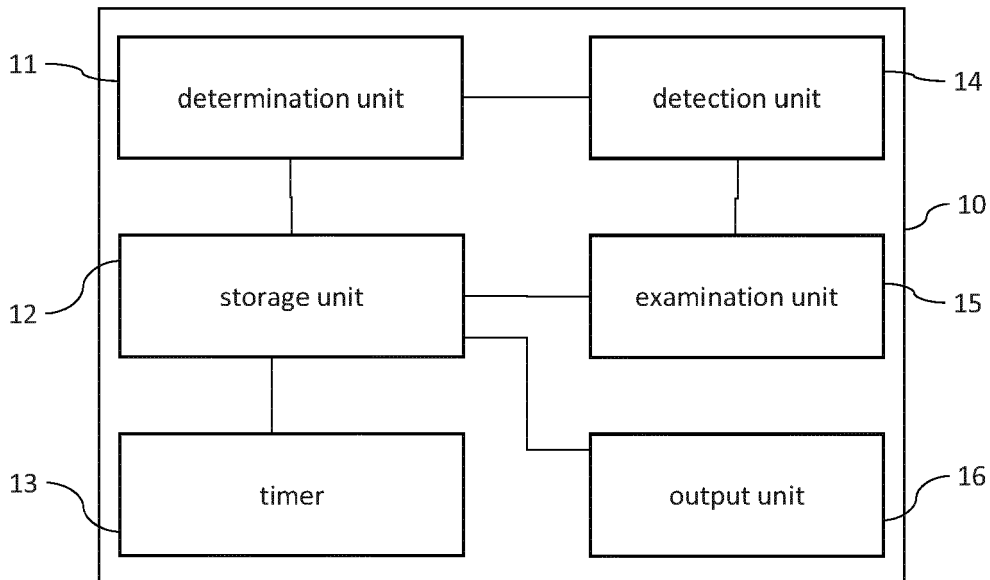 11
determination unit
detection unit
14
10
12
storage unit
examination unit
15
13
timer
output unit
16